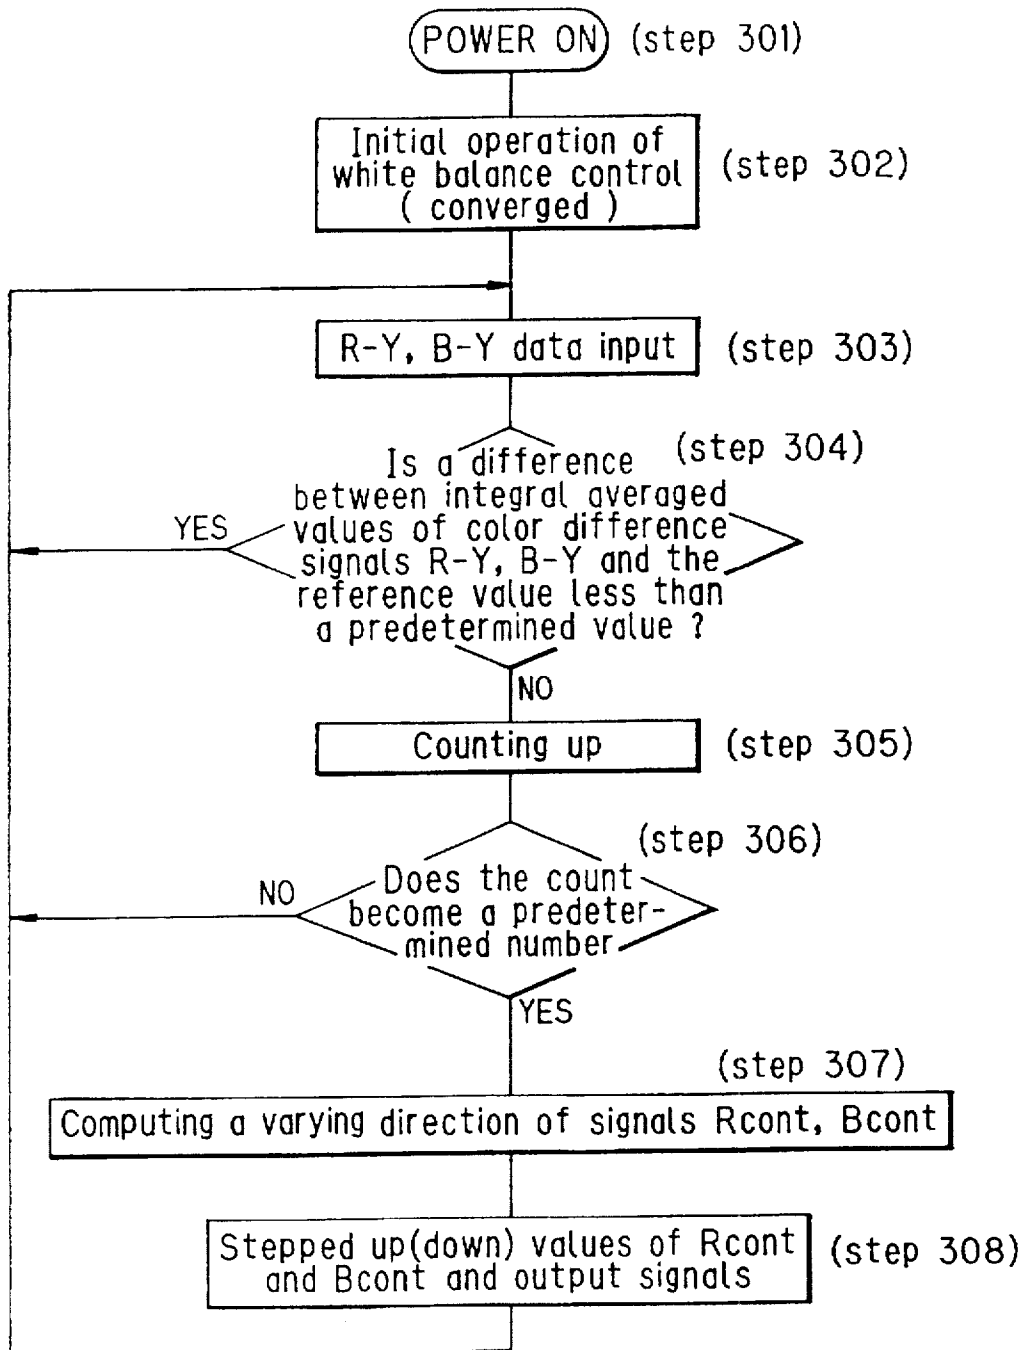 POWER ON (step 301)
Initial operation of
white balance control
( converged )
(step 302)
R-Y, B-Y data input (step 303)
(step 304)
Is a difference
between integral averaged
values of color difference
signals R-Y, B-Y and the
reference value less than
a predetermined value ?
YES
NO
Counting up (step 305)
(step 306)
Does the count
become a predeter-
mined number
NO
YES
(step 307)
Computing a varying direction of signals Rcont, Bcont
Stepped up(down) values of Rcont
and Bcont and output signals
(step 308)